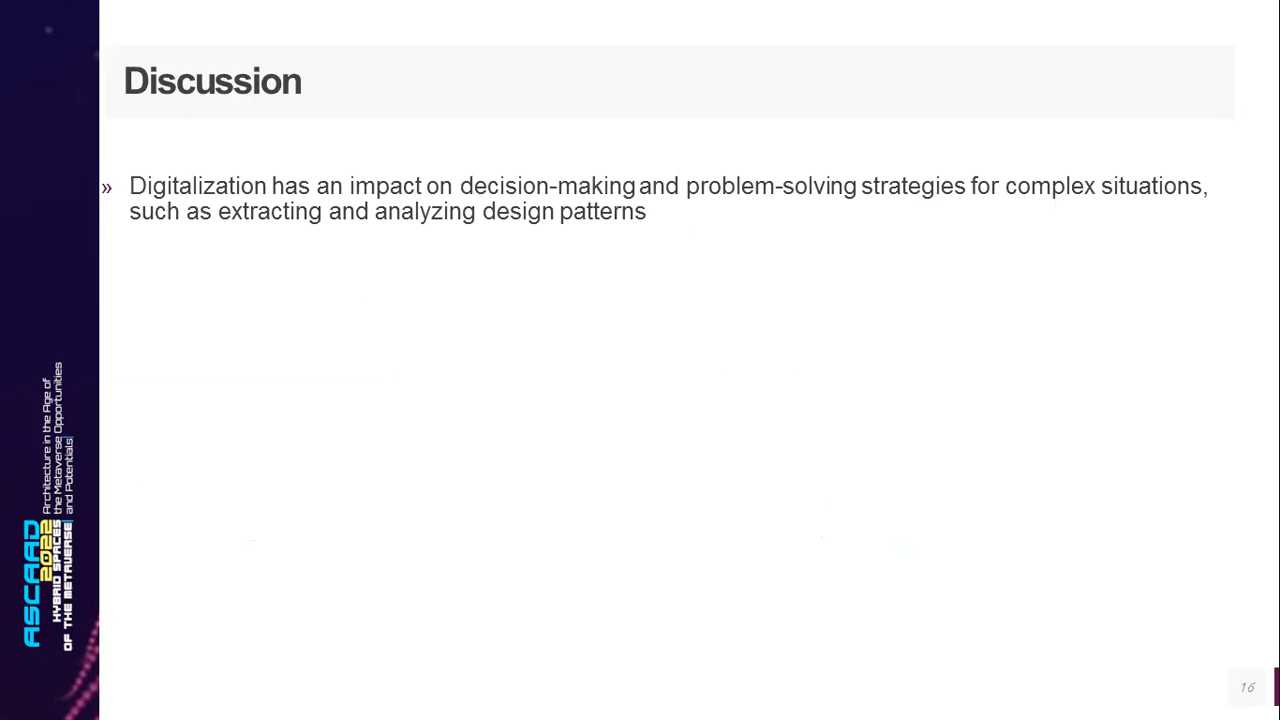 Discussion
» Digitalization has an impact on decision-making and problem-solving strategies for complex situations,
such as extracting and analyzing design patterns
ASCAAD
2022
HYBRID SPACES
OF THE METAVERSE
Architecture in the Age of
the Metaverse Opportunities
and Potentials
16